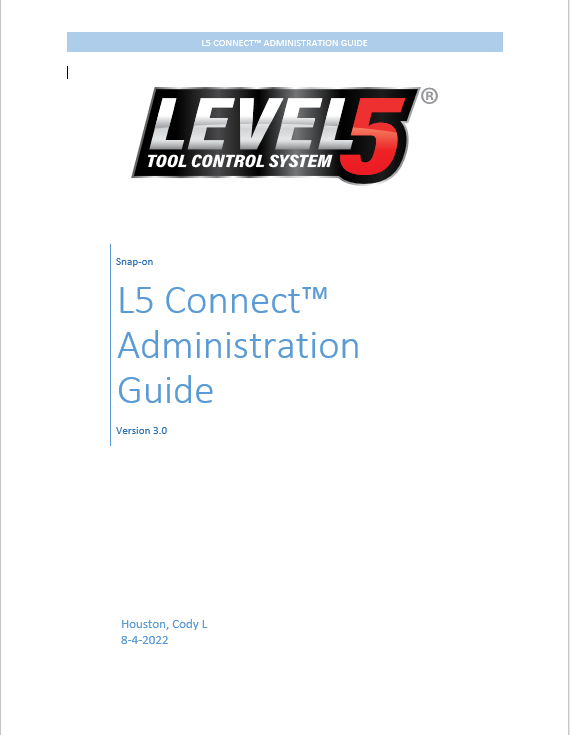 L5 CONNECT™ ADMINISTRATION GUIDE
LEVEL5®
TOOL CONTROL SYSTEM
Snap-on
L5 Connect™
Administration
Guide
Version 3.0
Houston, Cody L
8-4-2022